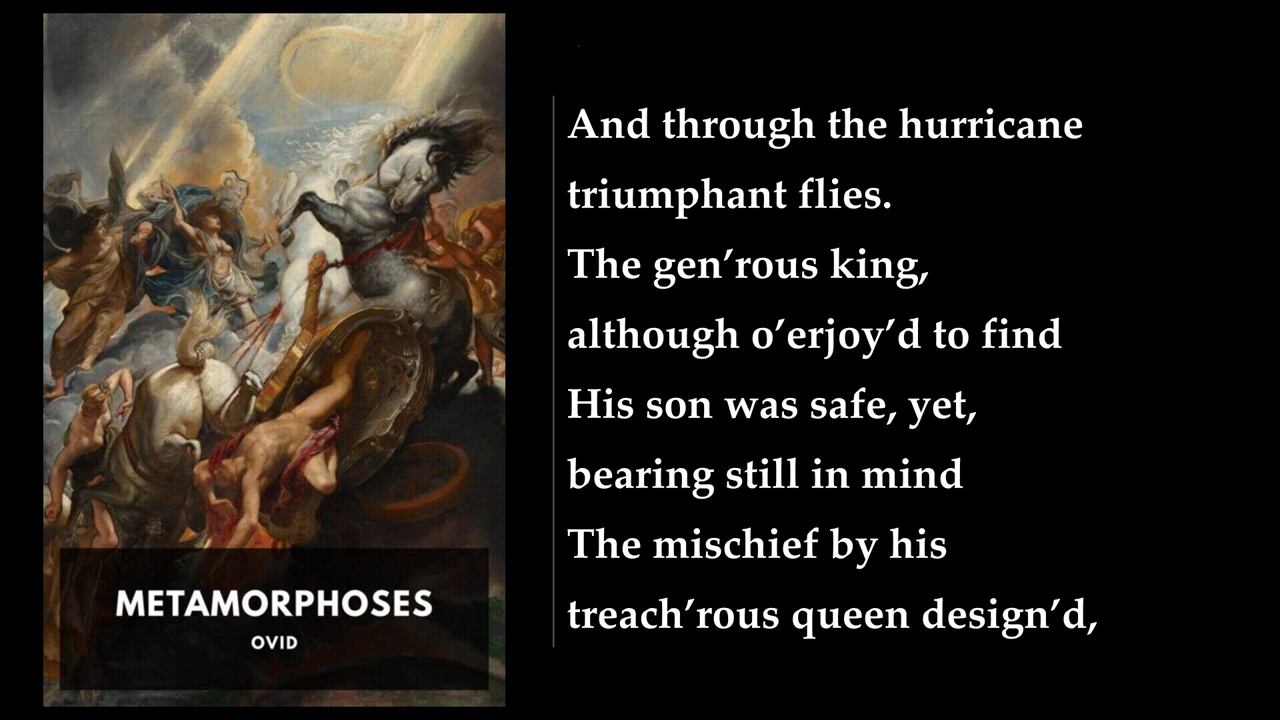 METAMORPHOSES
OVID
And through the hurricane
triumphant flies.
The gen’rous king,
although o’erjoy’d to find
His son was safe, yet,
bearing still in mind
The mischief by his
treach’rous queen design’d,